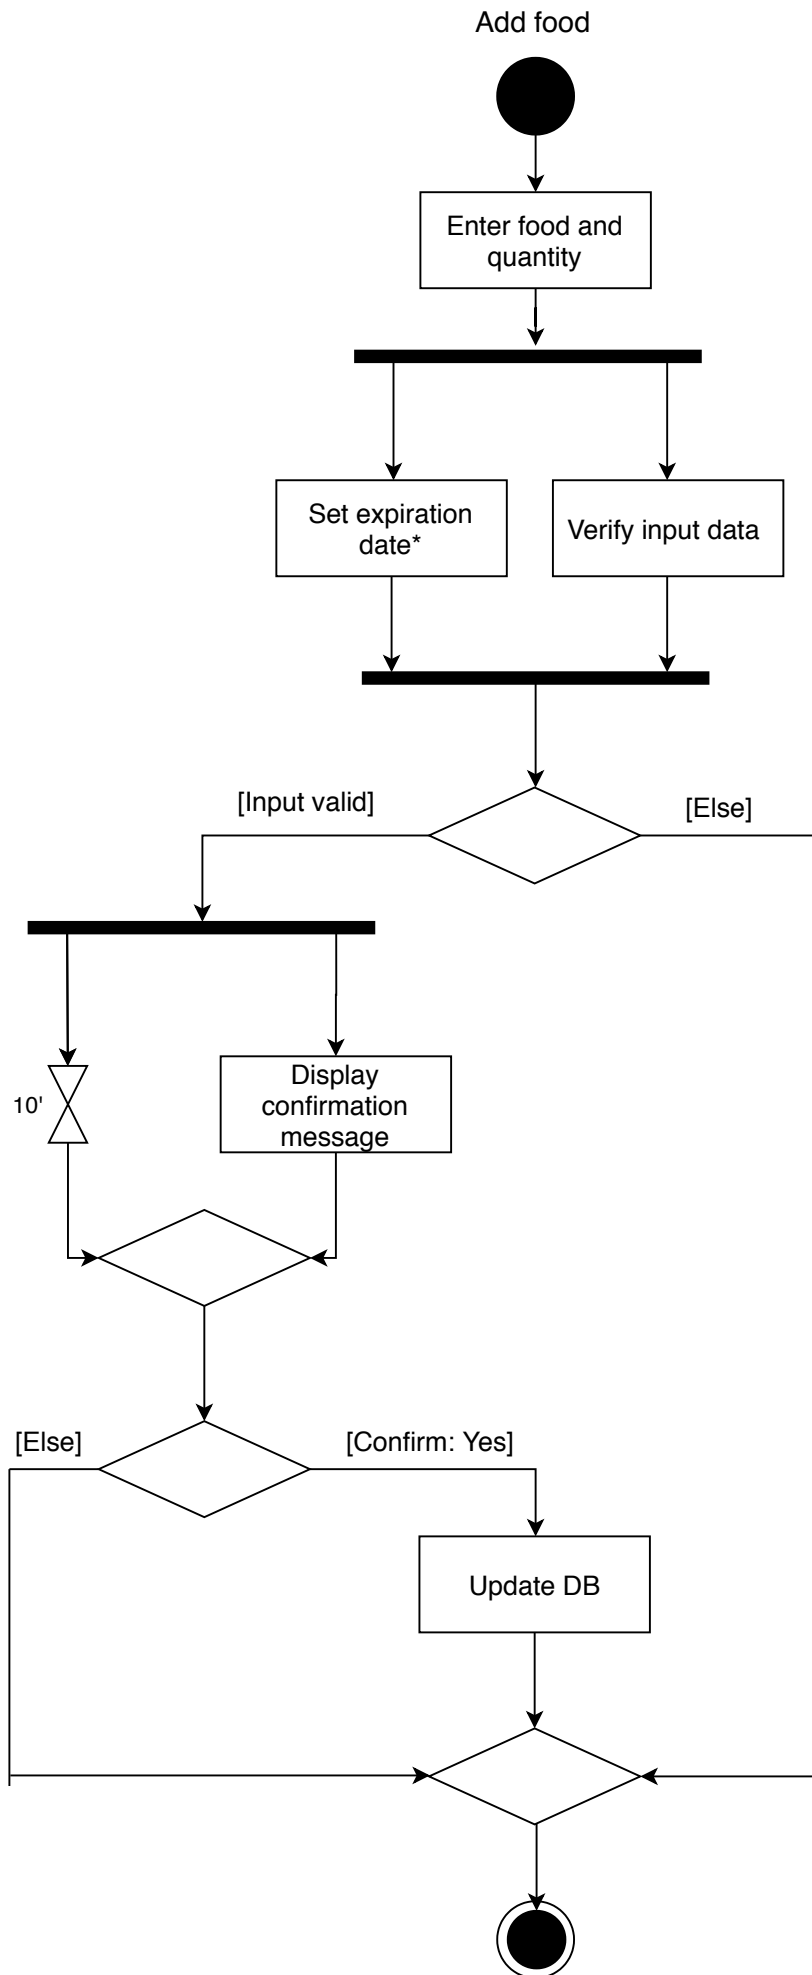 Add food
Enter food and
quantity
Set expiration
date*
Verify input data
[Input valid]
[Else]
10'
Display
confirmation
message
[Else]
[Confirm: Yes]
Update DB